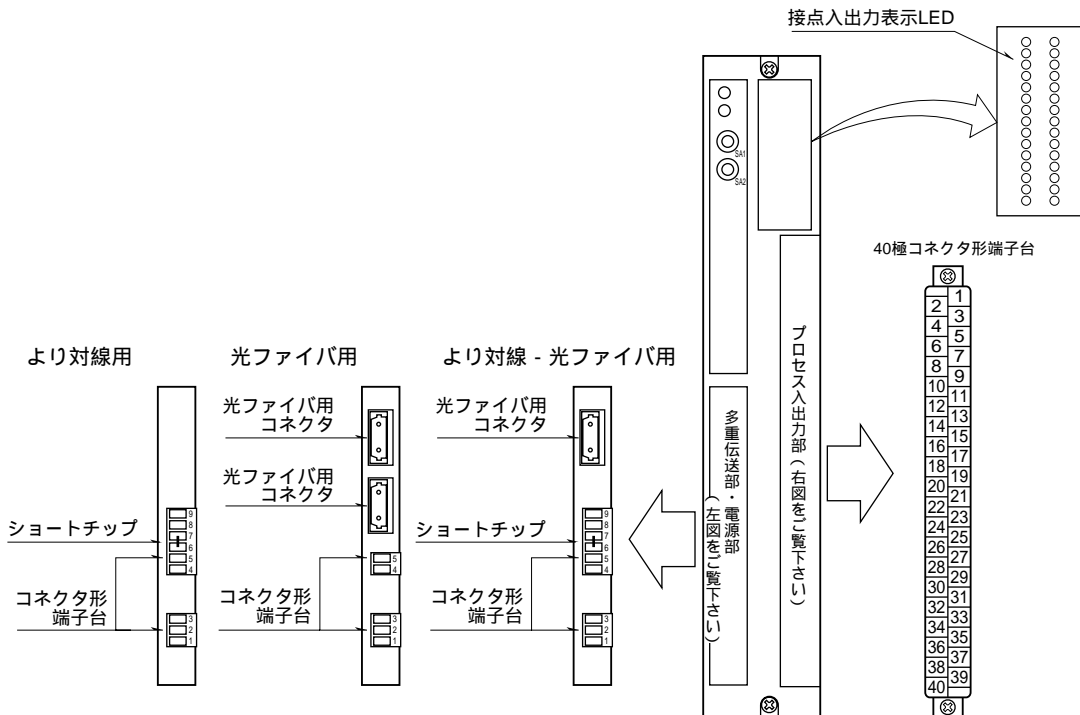 接点入出力表示LED
SA1
SA2
40極コネクタ形端子台
1
2
3
4
5
6
7
8
9
10
11
12
13
14
15
16
17
18
19
20
21
22
23
24
25
26
27
28
29
30
31
32
33
34
35
36
37
38
39
40
プロセス入出力部（右図をご覧下さい）
多重伝送部・電源部
（左図をご覧下さい）
より対線用
ショートチップ
コネクタ形
端子台
9
8
7
6
5
4
3
2
1
光ファイバ用
光ファイバ用
コネクタ
光ファイバ用
コネクタ
コネクタ形
端子台
5
4
3
2
1
より対線 - 光ファイバ用
光ファイバ用
コネクタ
ショートチップ
コネクタ形
端子台
9
8
7
6
5
4
3
2
1